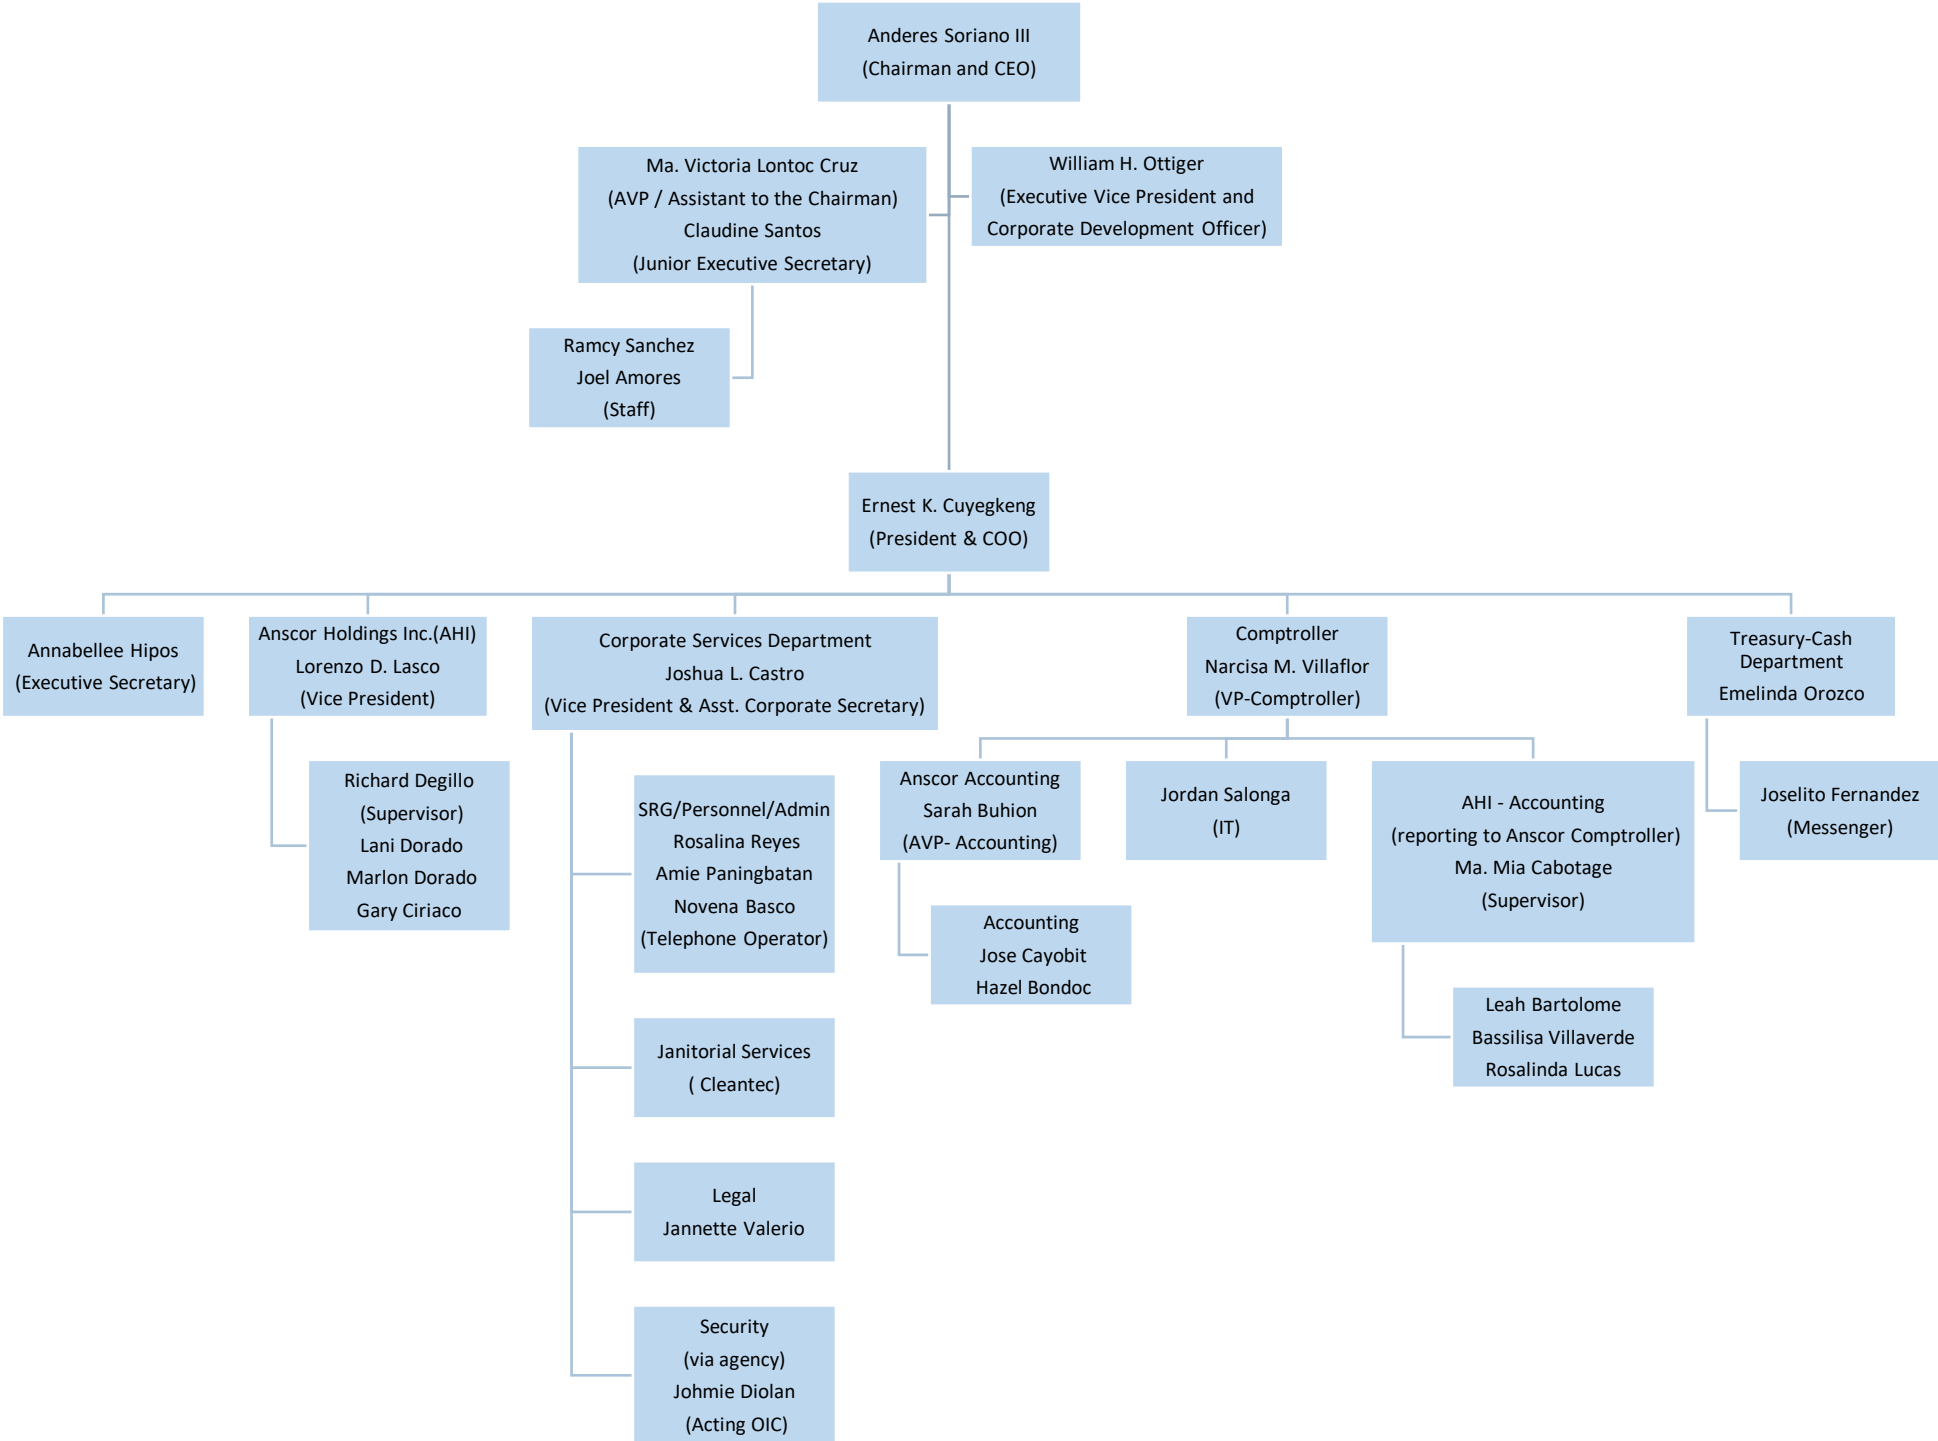 Anderes Soriano III
(Chairman and CEO)
Ma. Victoria Lontoc Cruz
(AVP / Assistant to the Chairman)
Claudine Santos
(Junior Executive Secretary)
William H. Ottiger
(Executive Vice President and
Corporate Development Officer)
Ramcy Sanchez
Joel Amores
(Staff)
Ernest K. Cuyegkeng
(President & COO)
Annabellee Hipos
(Executive Secretary)
Anscor Holdings Inc.(AHI)
Lorenzo D. Lasco
(Vice President)
Corporate Services Department
Joshua L. Castro
(Vice President & Asst. Corporate Secretary)
Comptroller
Narcisa M. Villaflor
(VP-Comptroller)
Treasury-Cash
Department
Emelinda Orozco
Richard Degillo
(Supervisor)
Lani Dorado
Marlon Dorado
Gary Ciriaco
SRG/Personnel/Admin
Rosalina Reyes
Amie Paningbatan
Novena Basco
(Telephone Operator)
Anscor Accounting
Sarah Buhion
(AVP- Accounting)
Jordan Salonga
(IT)
AHI - Accounting
(reporting to Anscor Comptroller)
Ma. Mia Cabotage
(Supervisor)
Joselito Fernandez
(Messenger)
Accounting
Jose Cayobit
Hazel Bondoc
Leah Bartolome
Bassilisa Villaverde
Rosalinda Lucas
Janitorial Services
( Cleantec)
Legal
Jannette Valerio
Security
(via agency)
Johmie Diolan
(Acting OIC)